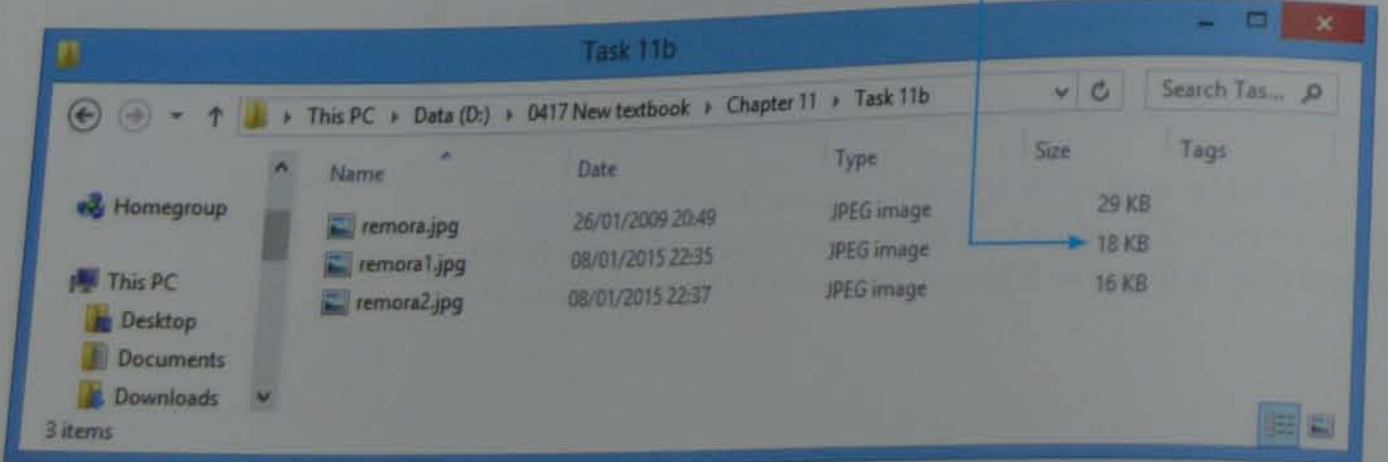 Task 11b
This PC ▸ Data (D:) ▸ 0417 New textbook ▸ Chapter 11 ▸ Task 11b
Search Tas...
Name Date Type Size Tags
Homegroup
remora.jpg 26/01/2009 20:49 JPEG image 29 KB
remora1.jpg 08/01/2015 22:35 JPEG image 18 KB
This PC
remora2.jpg 08/01/2015 22:37 JPEG image 16 KB
Desktop
Documents
Downloads
3 items